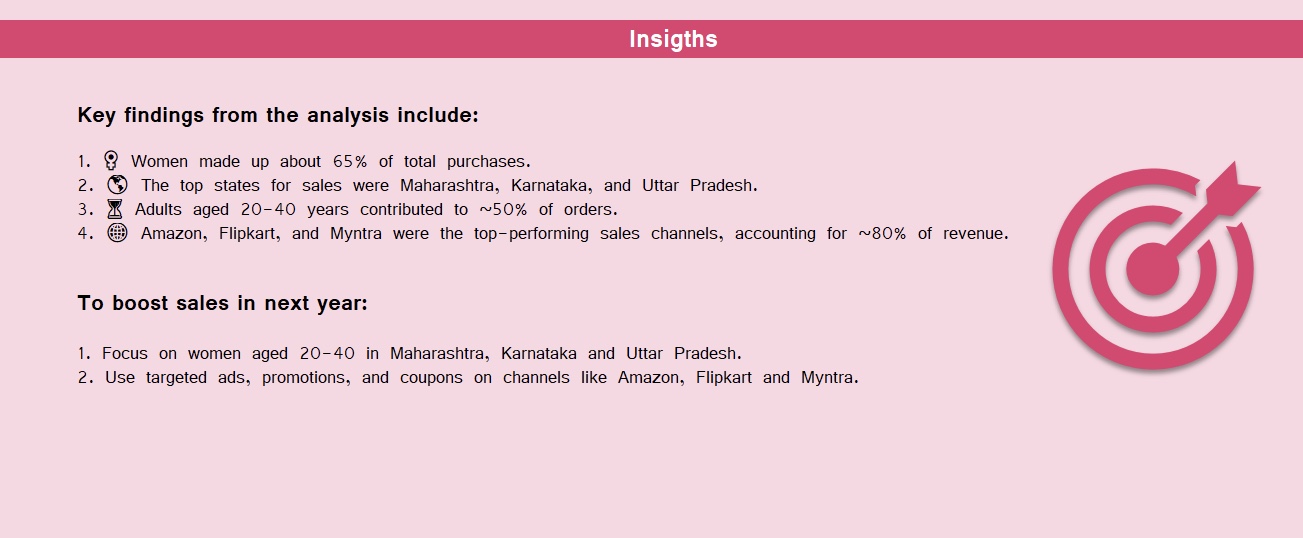 Insigths
Key findings from the analysis include:
1. Women made up about 65% of total purchases.
2. The top states for sales were Maharashtra, Karnataka, and Uttar Pradesh.
3. Adults aged 20-40 years contributed to ~50% of orders.
4. Amazon, Flipkart, and Myntra were the top-performing sales channels, accounting for ~80% of revenue.
To boost sales in next year:
1. Focus on women aged 20-40 in Maharashtra, Karnataka and Uttar Pradesh.
2. Use targeted ads, promotions, and coupons on channels like Amazon, Flipkart and Myntra.